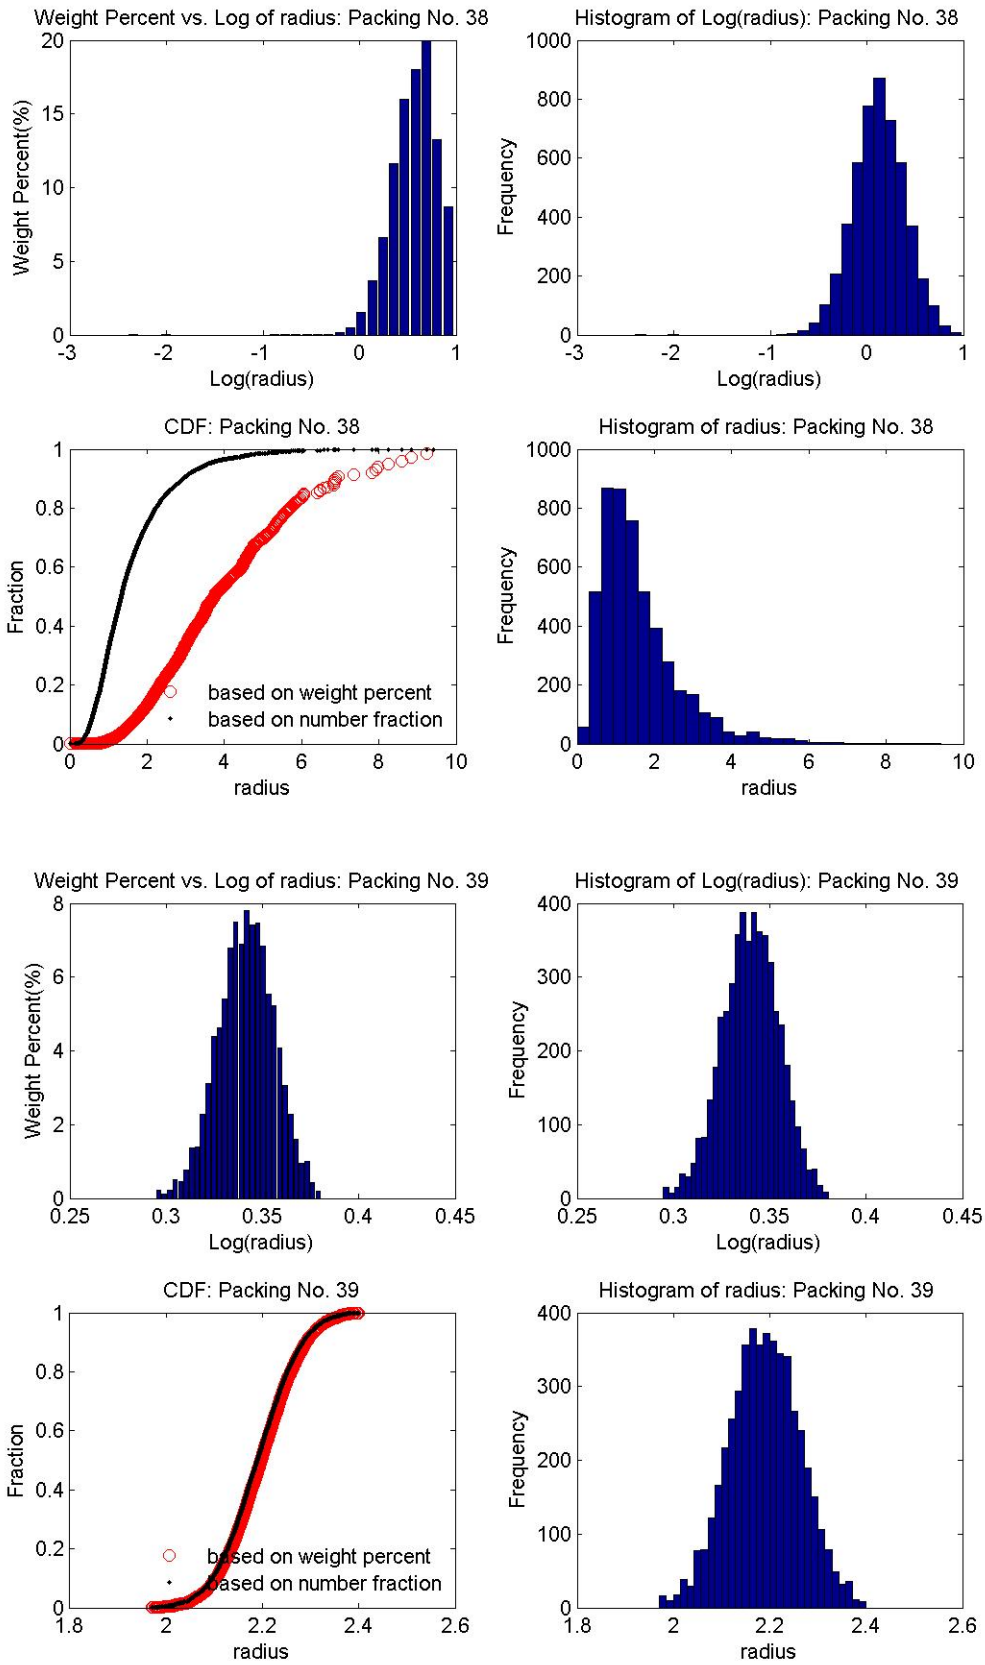 Weight Percent vs. Log of radius: Packing No. 38
20
15
10
5
0
Weight Percent(%)
-3 -2 -1 0 1
Log(radius)
Histogram of Log(radius): Packing No. 38
1000
800
600
400
200
0
Frequency
-3 -2 -1 0 1
Log(radius)
CDF: Packing No. 38
1
0.8
0.6
0.4
0.2
0
Fraction
based on weight percent
based on number fraction
0 2 4 6 8 10
radius
Histogram of radius: Packing No. 38
1000
800
600
400
200
0
Frequency
0 2 4 6 8 10
radius
Weight Percent vs. Log of radius: Packing No. 39
8
6
4
2
0
Weight Percent(%)
0.25 0.3 0.35 0.4 0.45
Log(radius)
Histogram of Log(radius): Packing No. 39
400
300
200
100
0
Frequency
0.25 0.3 0.35 0.4 0.45
Log(radius)
CDF: Packing No. 39
1
0.8
0.6
0.4
0.2
0
Fraction
based on weight percent
based on number fraction
1.8 2 2.2 2.4 2.6
radius
Histogram of radius: Packing No. 39
400
300
200
100
0
Frequency
1.8 2 2.2 2.4 2.6
radius